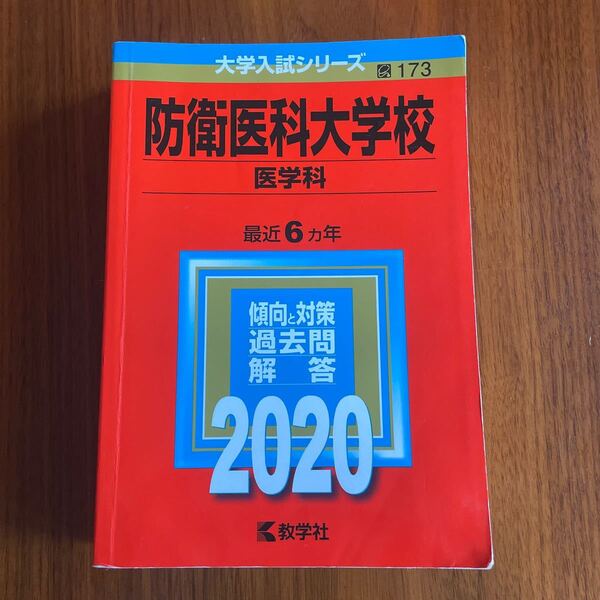 大学入試シリーズ 173
防衛医科大学校
医学科
最近6カ年
傾向と対策
過去問
解答
2020
教学社